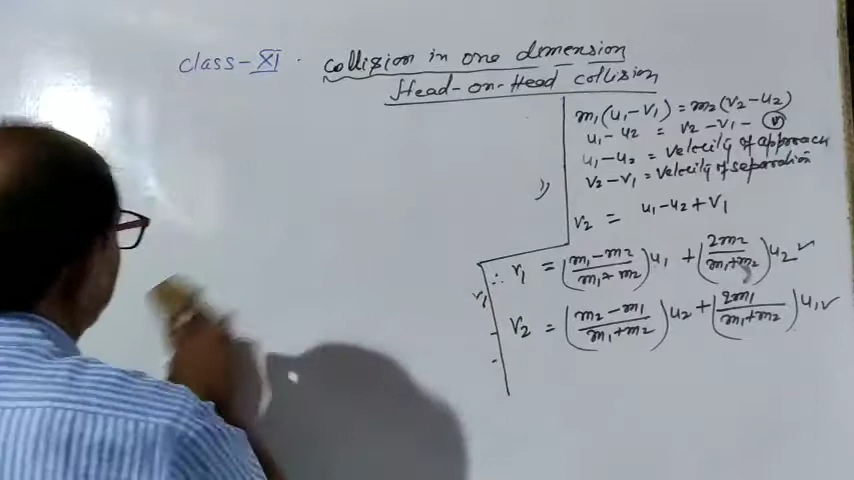 class-XI. collision in one dimension
Head-on-Head collision
m₁(u₁-v₁) = m₂(v₂-u₂)
u₁-u₂ = v₂-v₁ - (v)
u₁-u₂ = velocity of approach
v₂-v₁ = velocity of separation
v₂ = u₁-u₂+v₁
∴ v₁ = ((m₁-m₂)/(m₁+m₂))u₁ + ((2m₂)/(m₁+m₂))u₂ ✓
v₂ = ((m₂-m₁)/(m₁+m₂))u₂ + ((2m₁)/(m₁+m₂))u₁ ✓